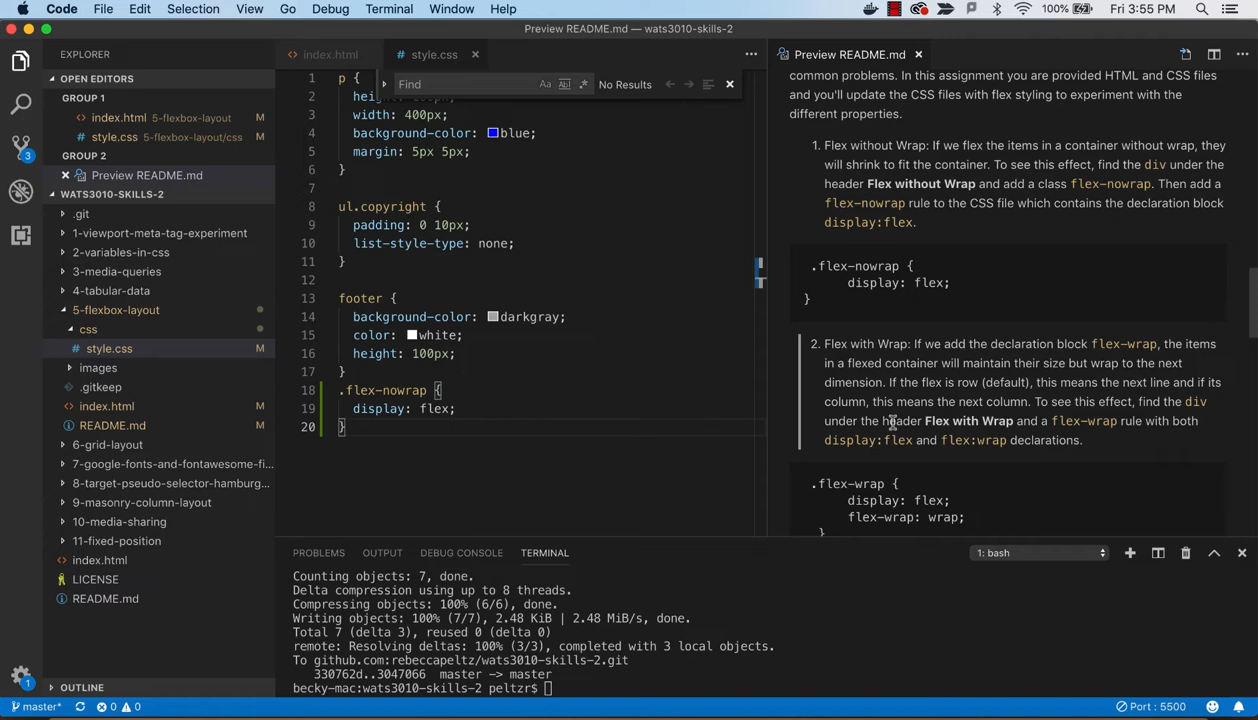 Code File Edit Selection View Go Debug Terminal Window Help 100% Fri 3:55 PM
Preview README.md — wats3010-skills-2
EXPLORER
OPEN EDITORS
GROUP 1
index.html 5-flexbox-layout M
style.css 5-flexbox-layout/css M
GROUP 2
Preview README.md
WATS3010-SKILLS-2
.git
1-viewport-meta-tag-experiment
2-variables-in-css
3-media-queries
4-tabular-data
5-flexbox-layout
css
style.css M
images
.gitkeep
index.html M
README.md M
6-grid-layout
7-google-fonts-and-fontawesome-fi...
8-target-pseudo-selector-hamburg...
9-masonry-column-layout
10-media-sharing
11-fixed-position
index.html
LICENSE
README.md
OUTLINE
3
1
index.html
style.css
Find Aa Abl No Results
1 p {
2 height:
3 width: 400px;
4 background-color: blue;
5 margin: 5px 5px;
6 }
7
8 ul.copyright {
9 padding: 0 10px;
10 list-style-type: none;
11 }
12
13 footer {
14 background-color: darkgray;
15 color: white;
16 height: 100px;
17 }
18 .flex-nowrap {
19 display: flex;
20 }
Preview README.md
common problems. In this assignment you are provided HTML and CSS files
and you'll update the CSS files with flex styling to experiment with the
different properties.
1. Flex without Wrap: If we flex the items in a container without wrap, they
will shrink to fit the container. To see this effect, find the div under the
header Flex without Wrap and add a class flex-nowrap. Then add a
flex-nowrap rule to the CSS file which contains the declaration block
display:flex.
.flex-nowrap {
display: flex;
}
2. Flex with Wrap: If we add the declaration block flex-wrap, the items
in a flexed container will maintain their size but wrap to the next
dimension. If the flex is row (default), this means the next line and if its
column, this means the next column. To see this effect, find the div
under the header Flex with Wrap and a flex-wrap rule with both
display:flex and flex:wrap declarations.
.flex-wrap {
display: flex;
flex-wrap: wrap;
}
PROBLEMS OUTPUT DEBUG CONSOLE TERMINAL 1: bash
Counting objects: 7, done.
Delta compression using up to 8 threads.
Compressing objects: 100% (6/6), done.
Writing objects: 100% (7/7), 2.48 KiB | 2.48 MiB/s, done.
Total 7 (delta 3), reused 0 (delta 0)
remote: Resolving deltas: 100% (3/3), completed with 3 local objects.
To github.com:rebeccapeltz/wats3010-skills-2.git
330762d..3047066 master -> master
becky-mac:wats3010-skills-2 peltzr$
master* 0 0 Port : 5500